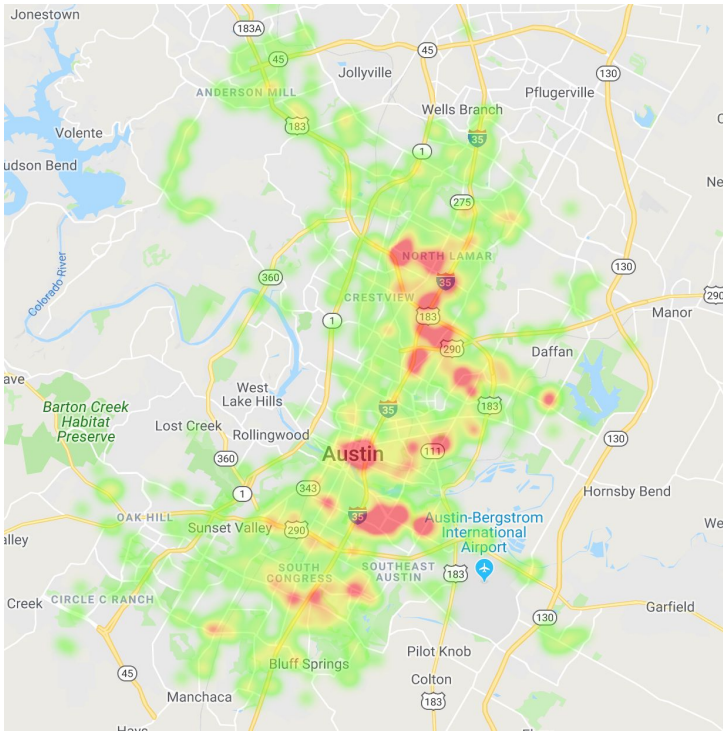 Jonestown
183A
45
45
Jollyville
130
ANDERSON MILL
Pflugerville
Wells Branch
183
Volente
35
1
udson Bend
Ne
275
Colorado River
130
NORTH LAMAR
360
35
290
CRESTVIEW
Manor
183
1
290
Daffan
ave
West
Lake Hills
Barton Creek
Habitat
Preserve
183
35
Lost Creek
Rollingwood
130
Austin
111
360
1
343
Hornsby Bend
OAK HILL
35
Austin-Bergstrom
International
Airport
We
Sunset Valley
290
alley
SOUTH
CONGRESS
SOUTHEAST
AUSTIN
183
Creek
CIRCLE C RANCH
Garfield
130
Pilot Knob
Bluff Springs
45
Colton
Manchaca
183
Hays